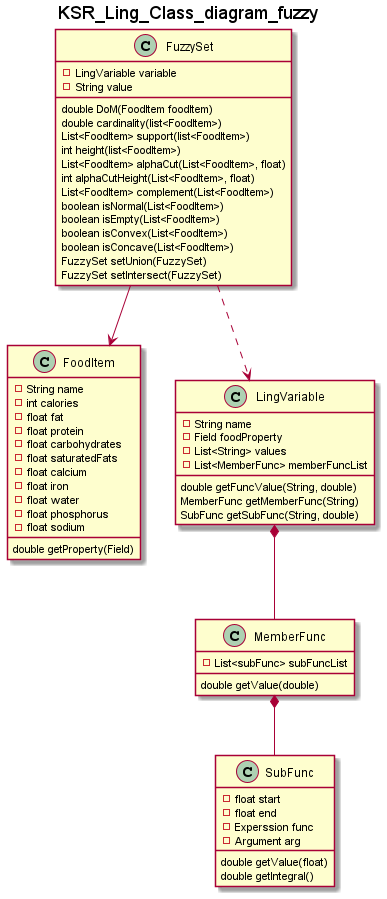 KSR_Ling_Class_diagram_fuzzy
C FuzzySet
LingVariable variable
String value
double DoM(FoodItem foodItem)
double cardinality(list<FoodItem>)
List<FoodItem> support(list<FoodItem>)
int height(list<FoodItem>)
List<FoodItem> alphaCut(List<FoodItem>, float)
int alphaCutHeight(List<FoodItem>, float)
List<FoodItem> complement(List<FoodItem>)
boolean isNormal(List<FoodItem>)
boolean isEmpty(List<FoodItem>)
boolean isConvex(List<FoodItem>)
boolean isConcave(List<FoodItem>)
FuzzySet setUnion(FuzzySet)
FuzzySet setIntersect(FuzzySet)
C FoodItem
String name
int calories
float fat
float protein
float carbohydrates
float saturatedFats
float calcium
float iron
float water
float phosphorus
float sodium
double getProperty(Field)
C LingVariable
String name
Field foodProperty
List<String> values
List<MemberFunc> memberFuncList
double getFuncValue(String, double)
MemberFunc getMemberFunc(String)
SubFunc getSubFunc(String, double)
C MemberFunc
List<subFunc> subFuncList
double getValue(double)
C SubFunc
float start
float end
Experssion func
Argument arg
double getValue(float)
double getIntegral()